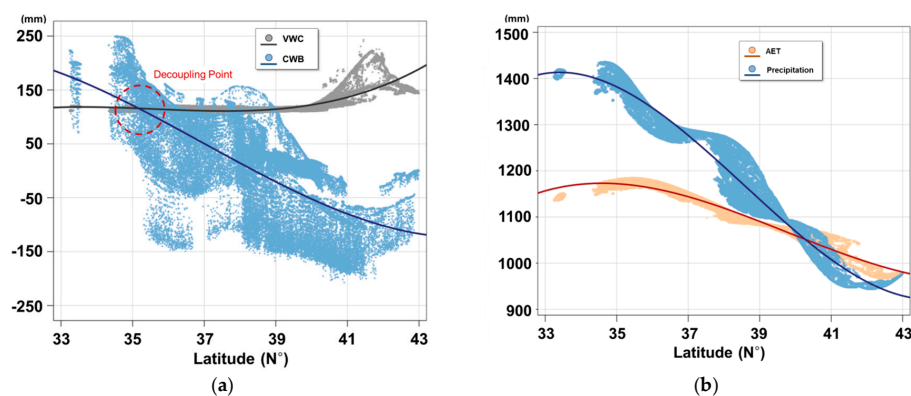 (mm)
250
150
50
-50
-150
-250
33
35
37
39
41
43
Latitude (N°)
Decoupling Point
VWC
CWB
(a)
(mm)
1500
1400
1300
1200
1100
1000
900
33
35
37
39
41
43
Latitude (N°)
AET
Precipitation
(b)